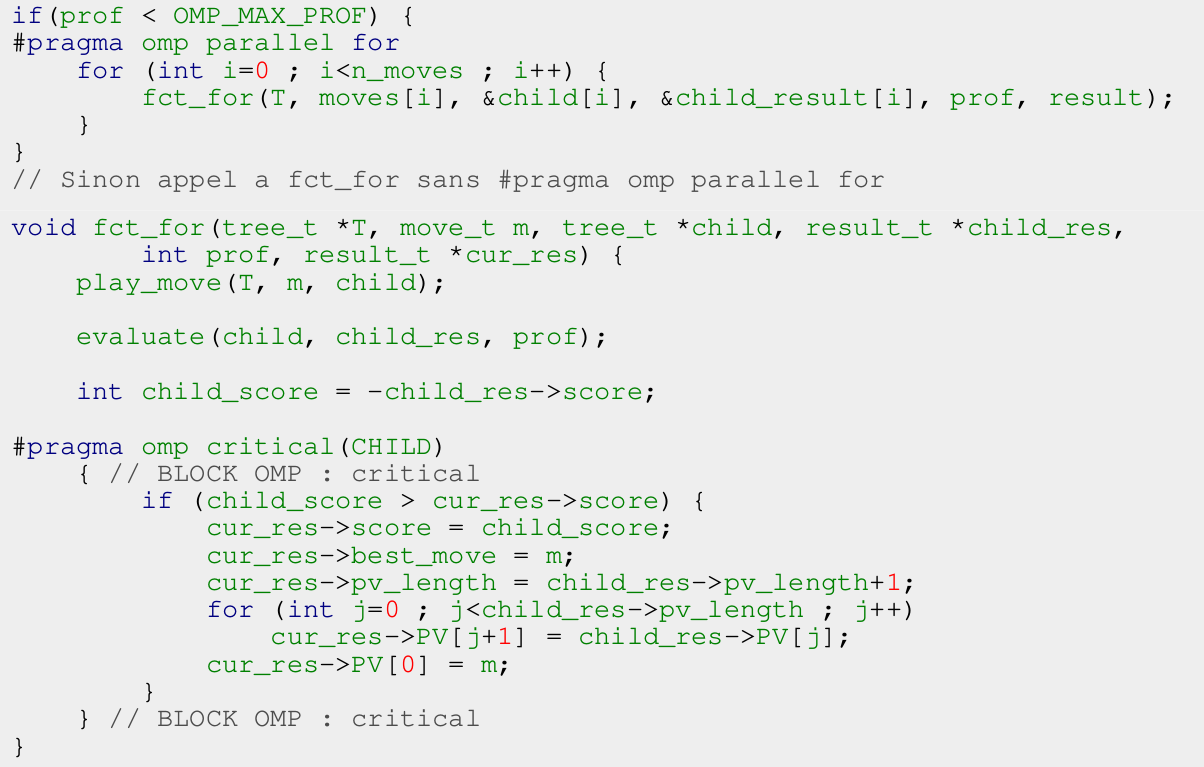 if(prof < OMP_MAX_PROF) {
#pragma omp parallel for
    for (int i=0 ; i<n_moves ; i++) {
        fct_for(T, moves[i], &child[i], &child_result[i], prof, result);
    }
}
// Sinon appel a fct_for sans #pragma omp parallel for
void fct_for(tree_t *T, move_t m, tree_t *child, result_t *child_res,
        int prof, result_t *cur_res) {
    play_move(T, m, child);
    evaluate(child, child_res, prof);
    int child_score = -child_res->score;
#pragma omp critical(CHILD)
    { // BLOCK OMP : critical
        if (child_score > cur_res->score) {
            cur_res->score = child_score;
            cur_res->best_move = m;
            cur_res->pv_length = child_res->pv_length+1;
            for (int j=0 ; j<child_res->pv_length ; j++)
                cur_res->PV[j+1] = child_res->PV[j];
            cur_res->PV[0] = m;
        }
    } // BLOCK OMP : critical
}